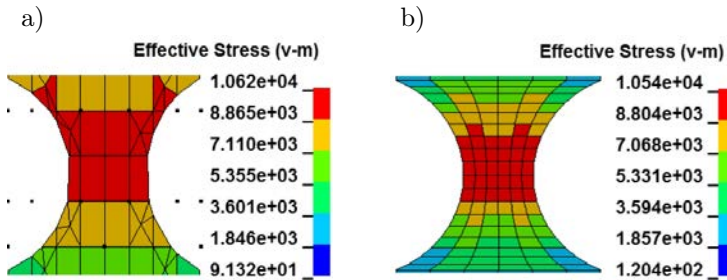 a)
Effective Stress (v-m)
1.062e+04
8.865e+03
7.110e+03
5.355e+03
3.601e+03
1.846e+03
9.132e+01
b)
Effective Stress (v-m)
1.054e+04
8.804e+03
7.068e+03
5.331e+03
3.594e+03
1.857e+03
1.204e+02